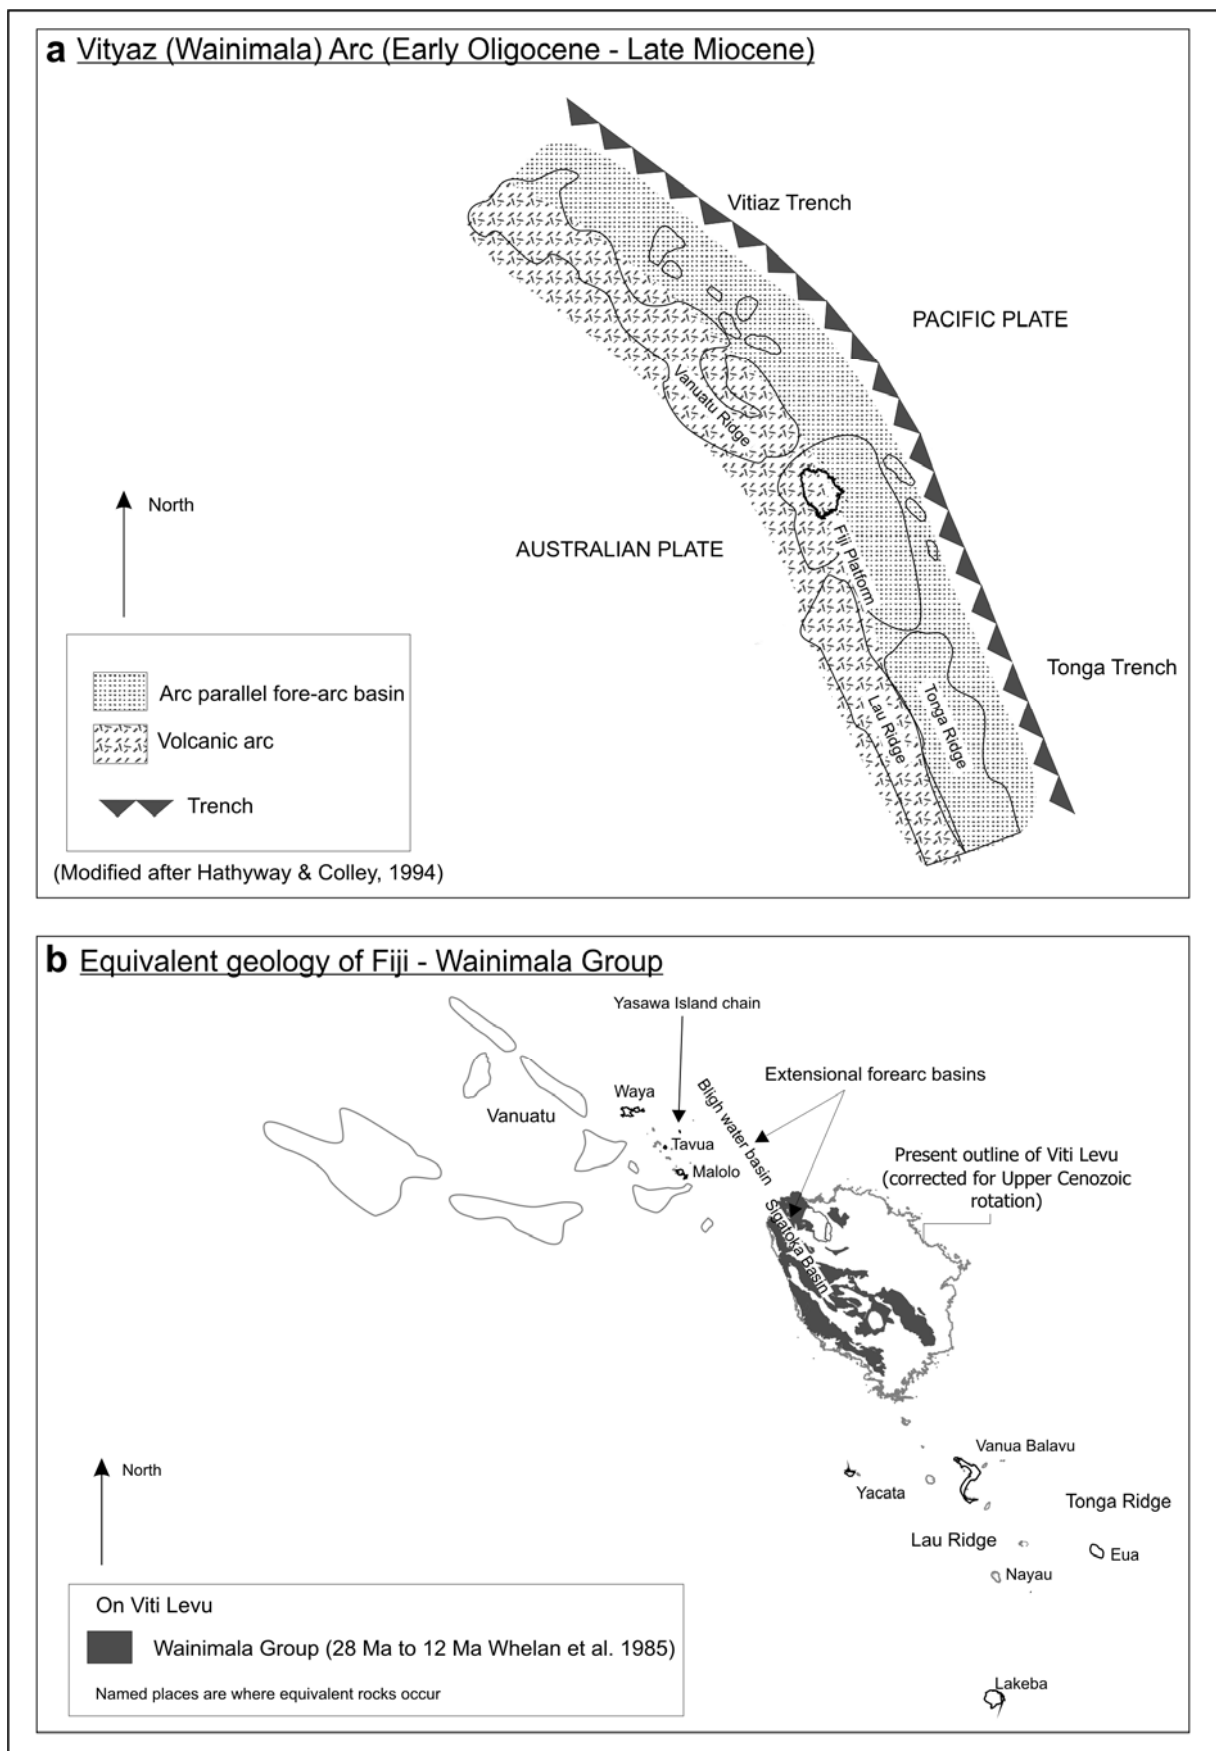 a Vityaz (Wainimala) Arc (Early Oligocene - Late Miocene)
Vitiaz Trench
PACIFIC PLATE
Vanuatu Ridge
North
AUSTRALIAN PLATE
Fiji Platform
Tonga Trench
Lau Ridge
Tonga Ridge
Arc parallel fore-arc basin
Volcanic arc
Trench
(Modified after Hathyway & Colley, 1994)
b Equivalent geology of Fiji - Wainimala Group
Yasawa Island chain
Extensional forearc basins
Waya
Bligh water basin
Vanuatu
Tavua
Malolo
Present outline of Viti Levu
(corrected for Upper Cenozoic
rotation)
Sigatoka Basin
Vanua Balavu
North
Yacata
Tonga Ridge
Lau Ridge
Eua
Nayau
On Viti Levu
Wainimala Group (28 Ma to 12 Ma Whelan et al. 1985)
Named places are where equivalent rocks occur
Lakeba